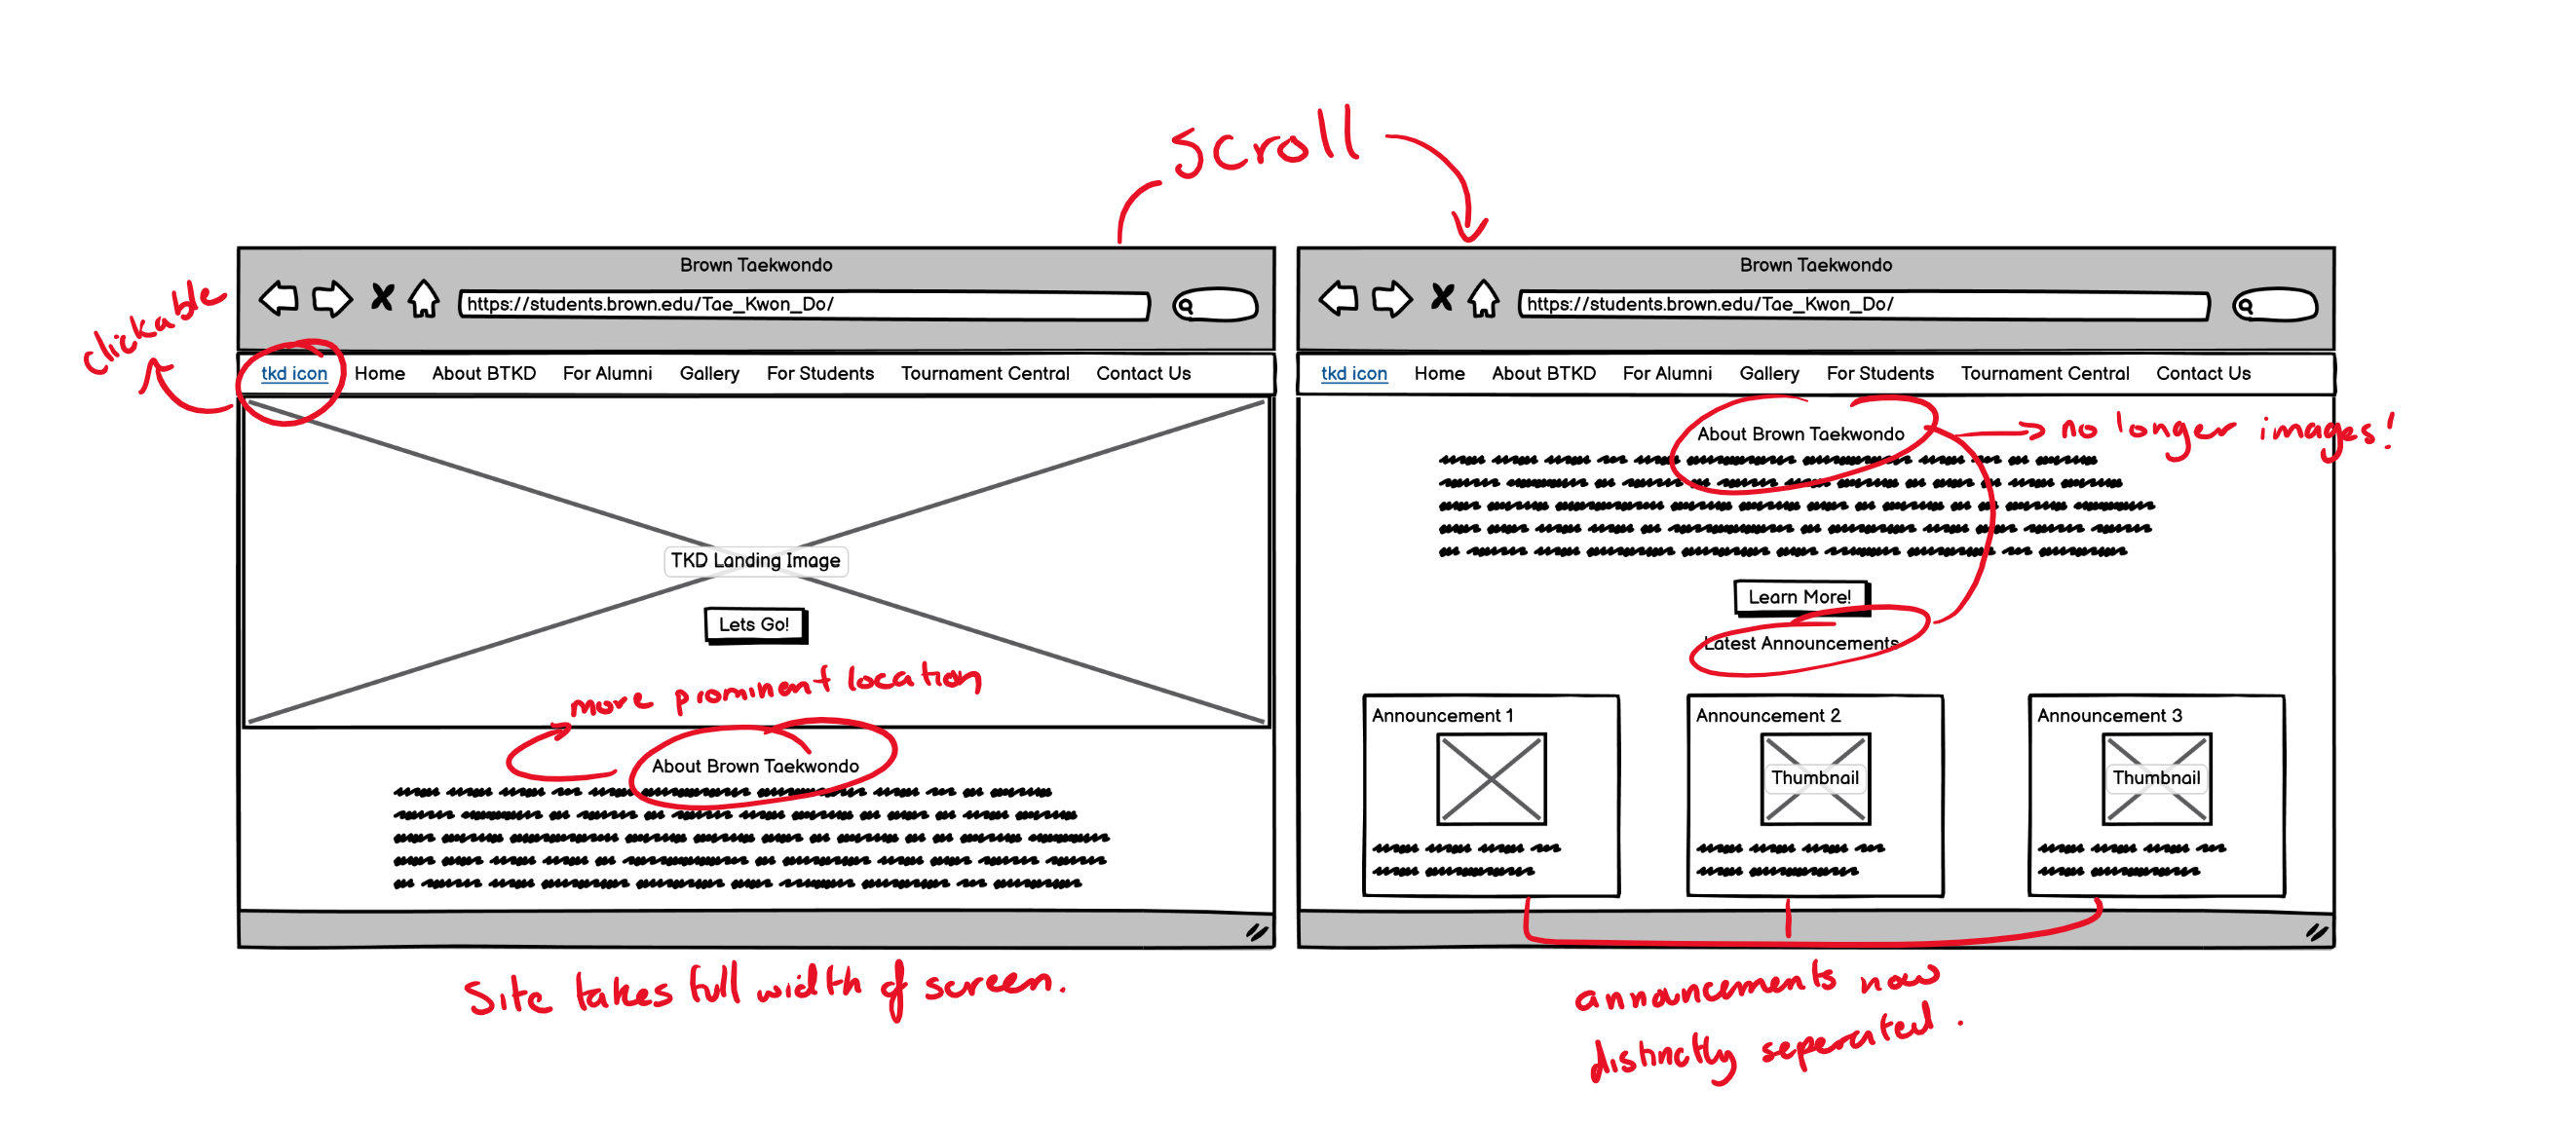 scroll
Brown Taekwondo
https://students.brown.edu/Tae_Kwon_Do/
clickable
tkd icon Home About BTKD For Alumni Gallery For Students Tournament Central Contact Us
TKD Landing Image
Lets Go!
more prominent location
About Brown Taekwondo
Site takes full width of screen.
Brown Taekwondo
https://students.brown.edu/Tae_Kwon_Do/
tkd icon Home About BTKD For Alumni Gallery For Students Tournament Central Contact Us
About Brown Taekwondo
no longer images!
Learn More!
Latest Announcements
Announcement 1
Announcement 2
Thumbnail
Announcement 3
Thumbnail
announcements now
distinctly seperated.